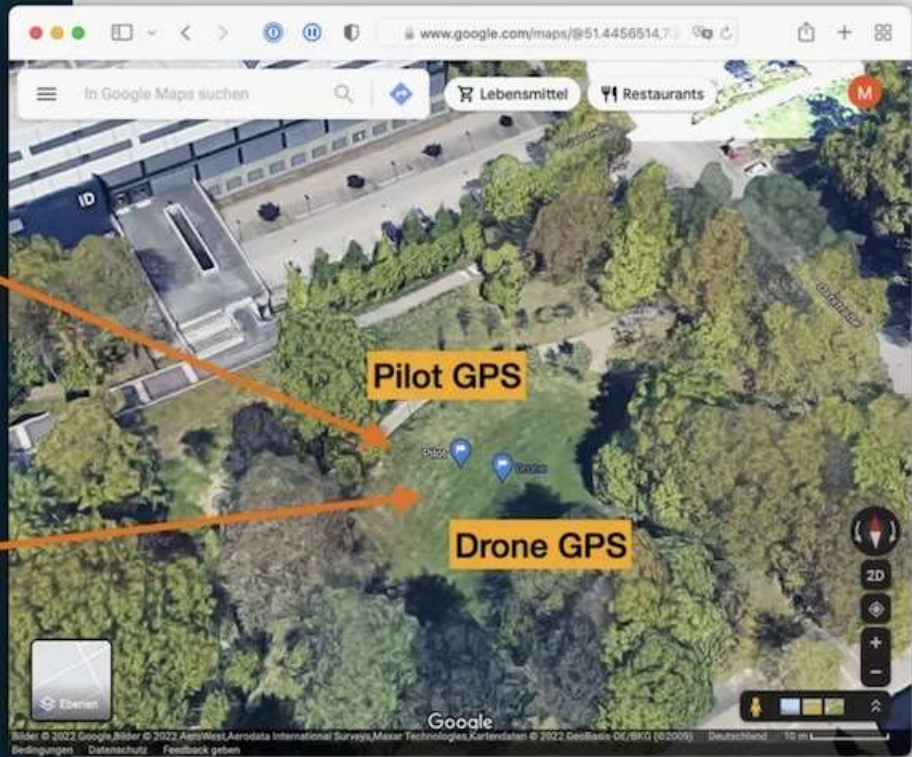 www.google.com/maps/@51.4456514,7.2
In Google Maps suchen
Lebensmittel
Restaurants
M
ID
Pilot GPS
Pilot
Drone
Drone GPS
2D
Ebenen
Google
Bilder © 2022 Google,Bilder © 2022 AeroWest,Aerodata International Surveys,Maxar Technologies,Kartendaten © 2022 GeoBasis-DE/BKG (©2009) Deutschland 10 m
Bedingungen Datenschutz Feedback geben